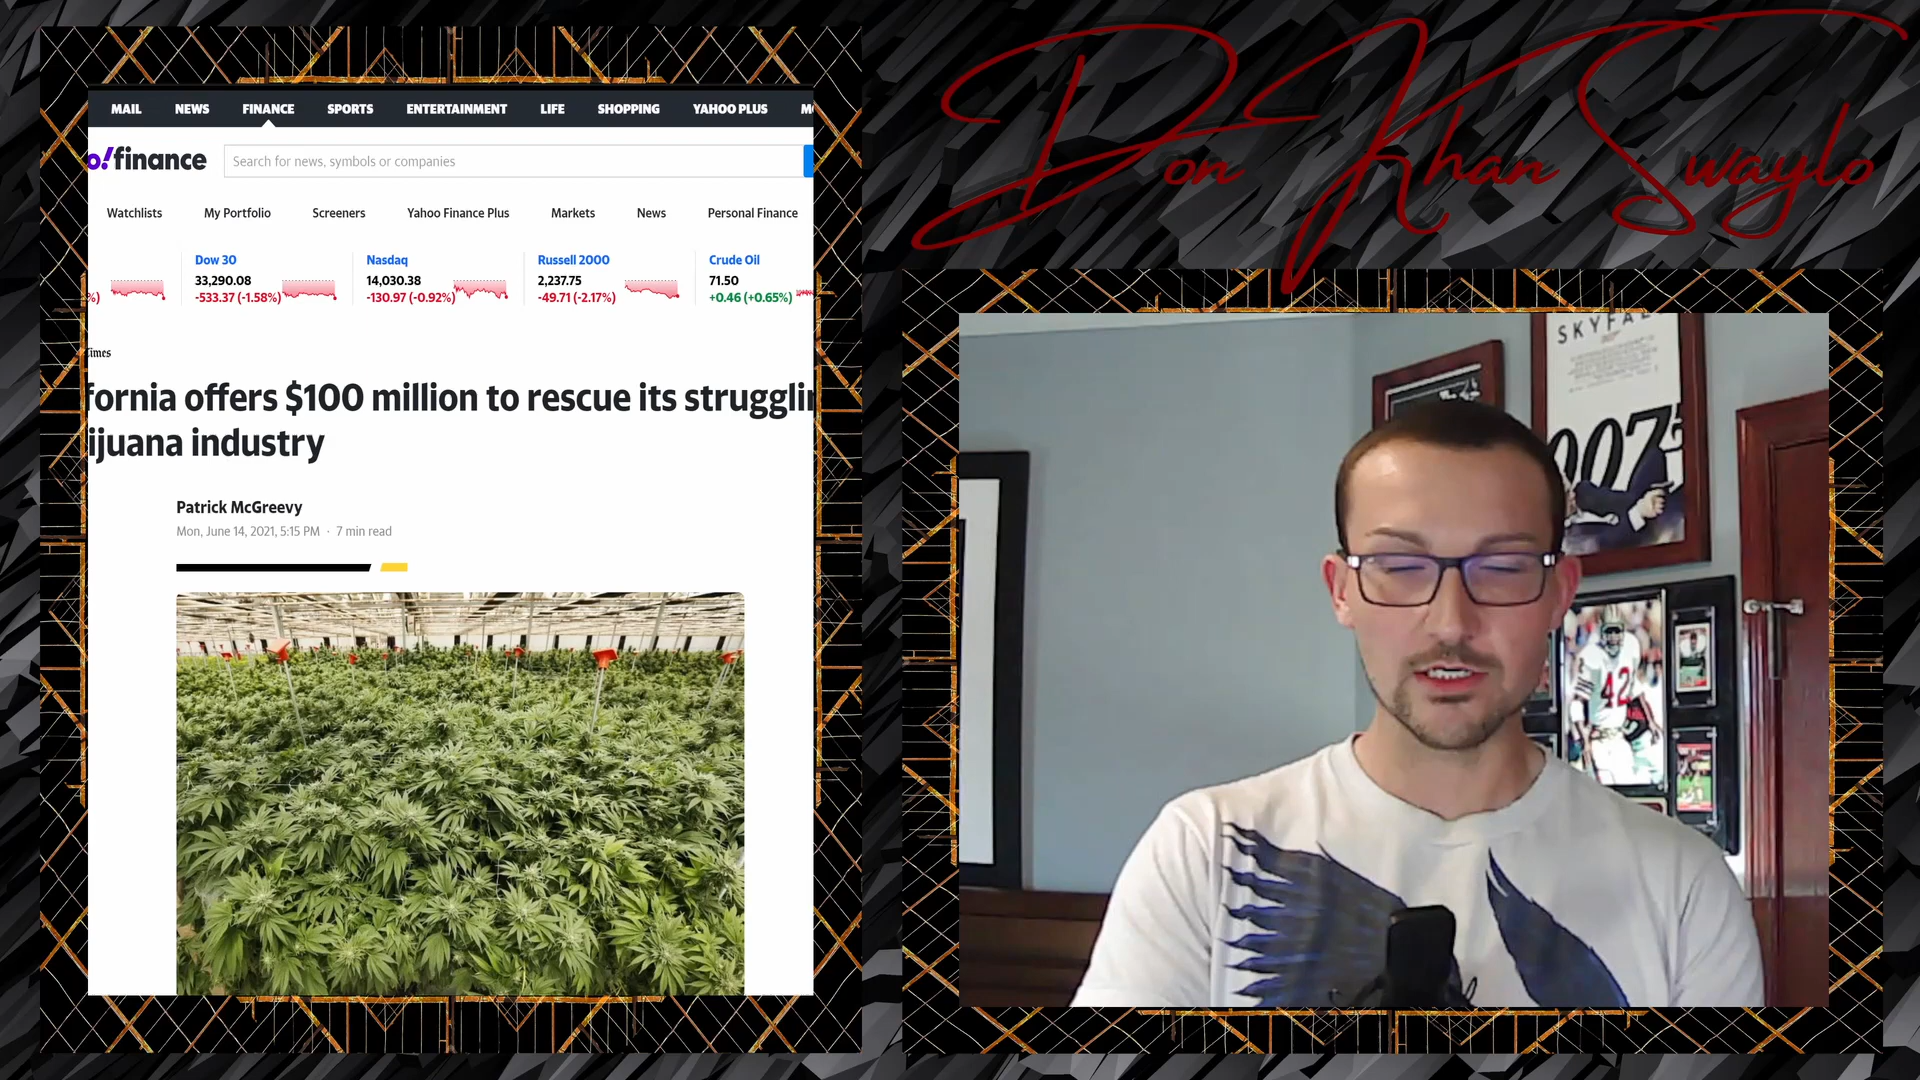 MAIL NEWS FINANCE SPORTS ENTERTAINMENT LIFE SHOPPING YAHOO PLUS
o!finance
Search for news, symbols or companies
Watchlists My Portfolio Screeners Yahoo Finance Plus Markets News Personal Finance
Dow 30 Nasdaq Russell 2000 Crude Oil
33,290.08 14,030.38 2,237.75 71.50
%) -533.37 (-1.58%) -130.97 (-0.92%) -49.71 (-2.17%) +0.46 (+0.65%)
Times
fornia offers $100 million to rescue its strugglin
ijuana industry
Patrick McGreevy
Mon, June 14, 2021, 5:15 PM · 7 min read
Don Khan Swaylo
SKYFAL
007
42